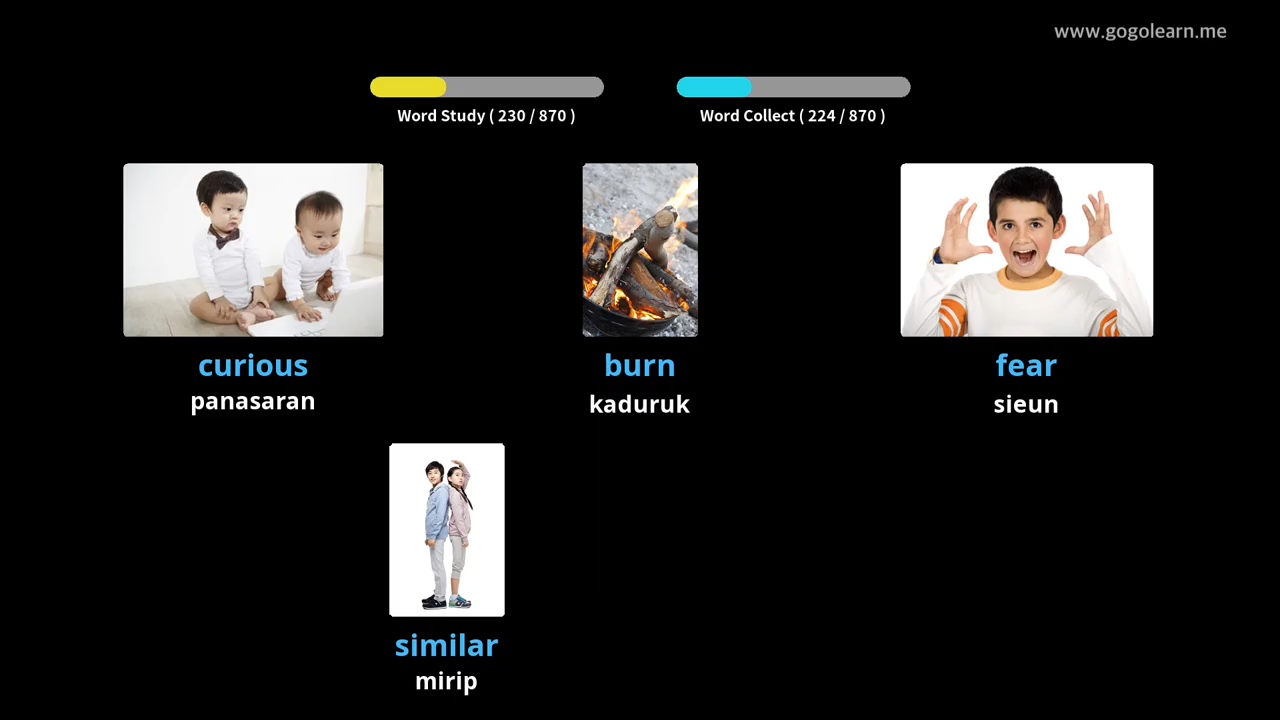 www.gogolearn.me
Word Study ( 230 / 870 )
Word Collect ( 224 / 870 )
curious
panasaran
burn
kaduruk
fear
sieun
similar
mirip